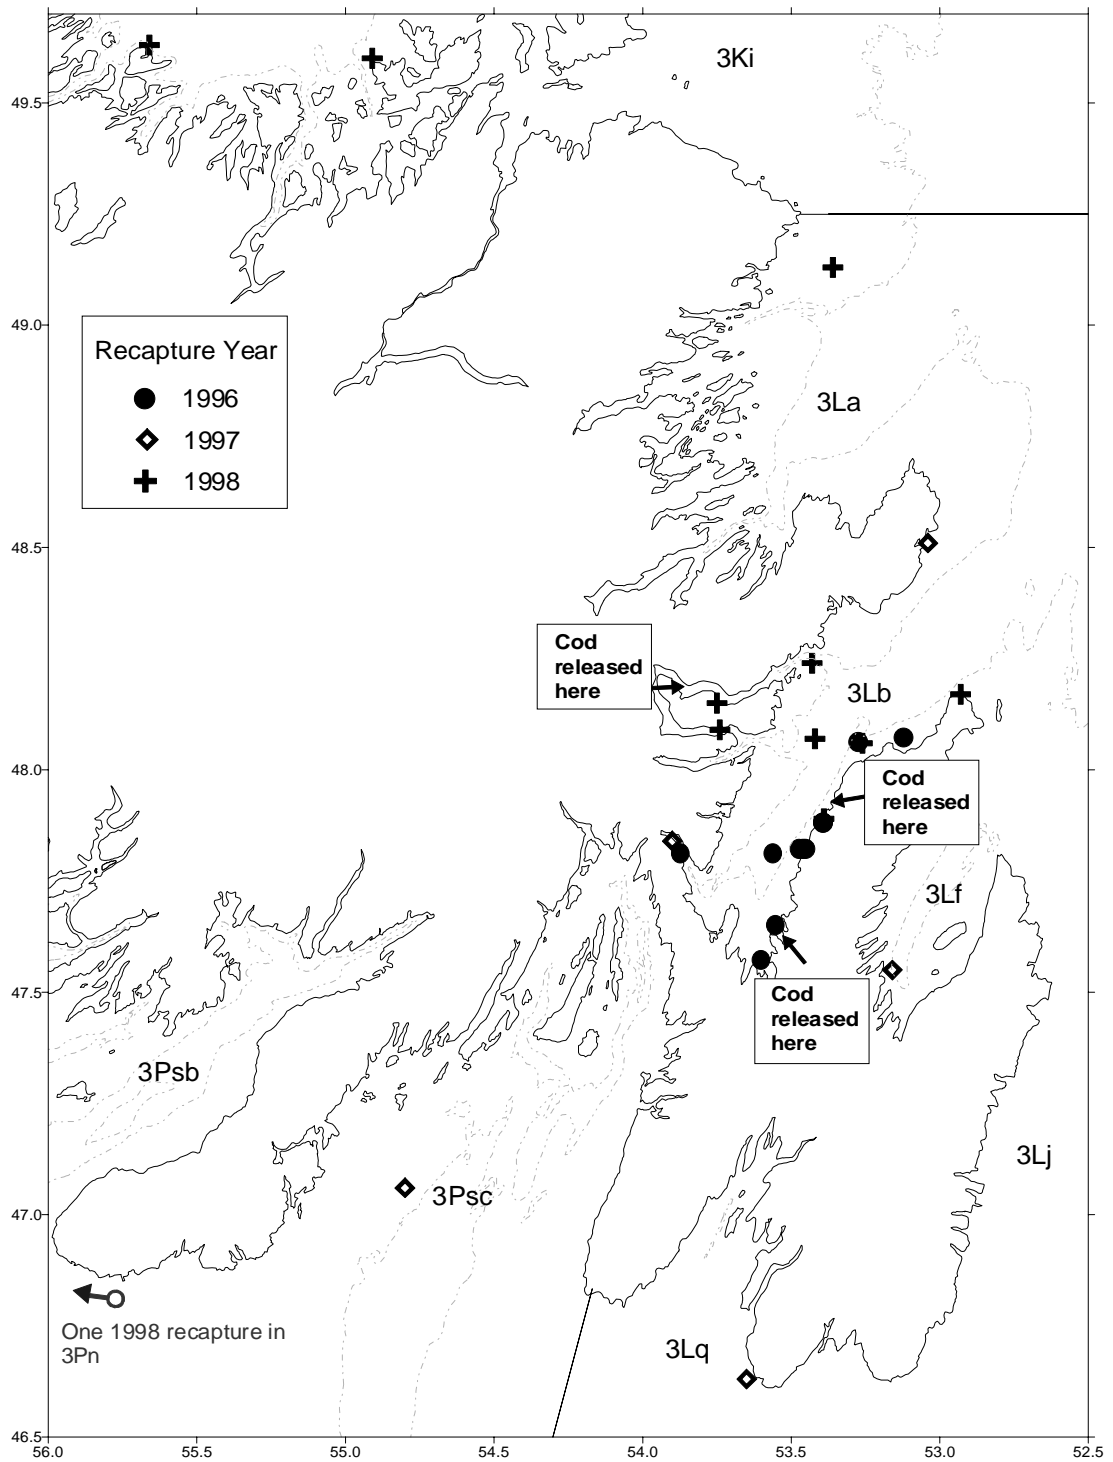 3Ki
49.5
49.0
Recapture Year
1996
1997
1998
3La
48.5
Cod
released
here
3Lb
48.0
Cod
released
here
3Lf
47.5
Cod
released
here
3Psb
3Lj
3Psc
47.0
One 1998 recapture in
3Pn
3Lq
46.5
56.0 55.5 55.0 54.5 54.0 53.5 53.0 52.5